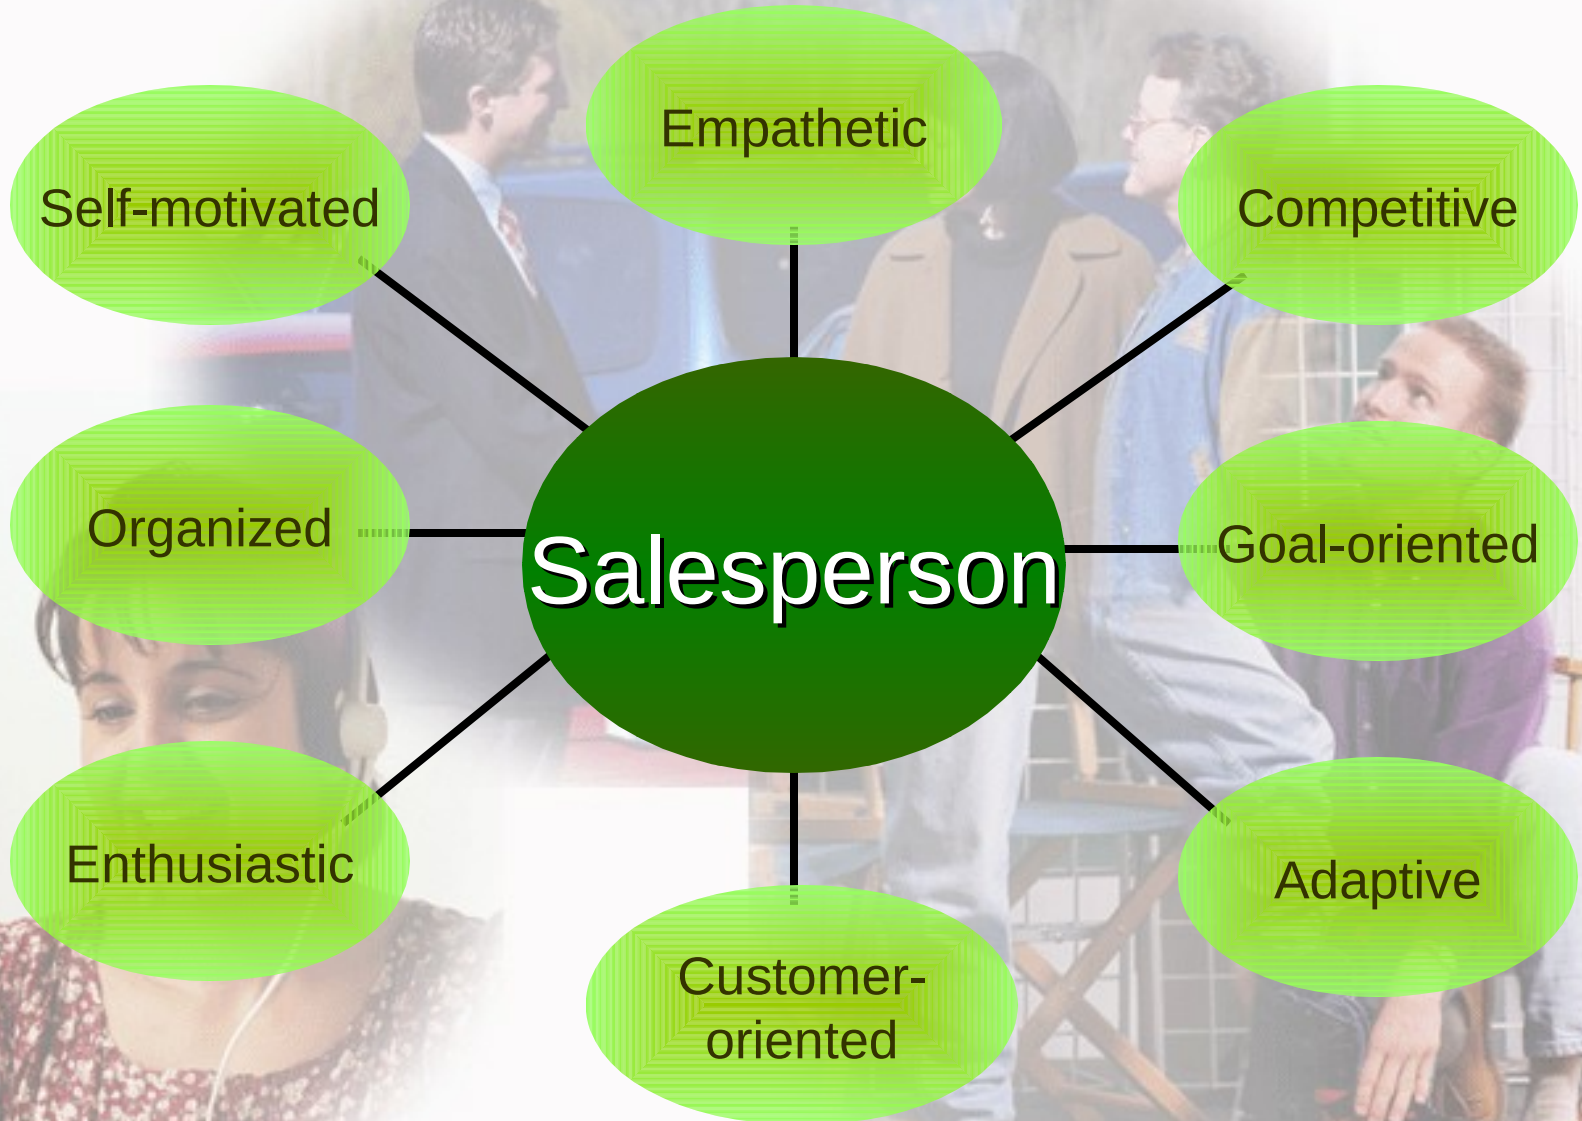 Empathetic
Self-motivated
Competitive
Organized
Goal-oriented
Salesperson
Enthusiastic
Adaptive
Customer-
oriented